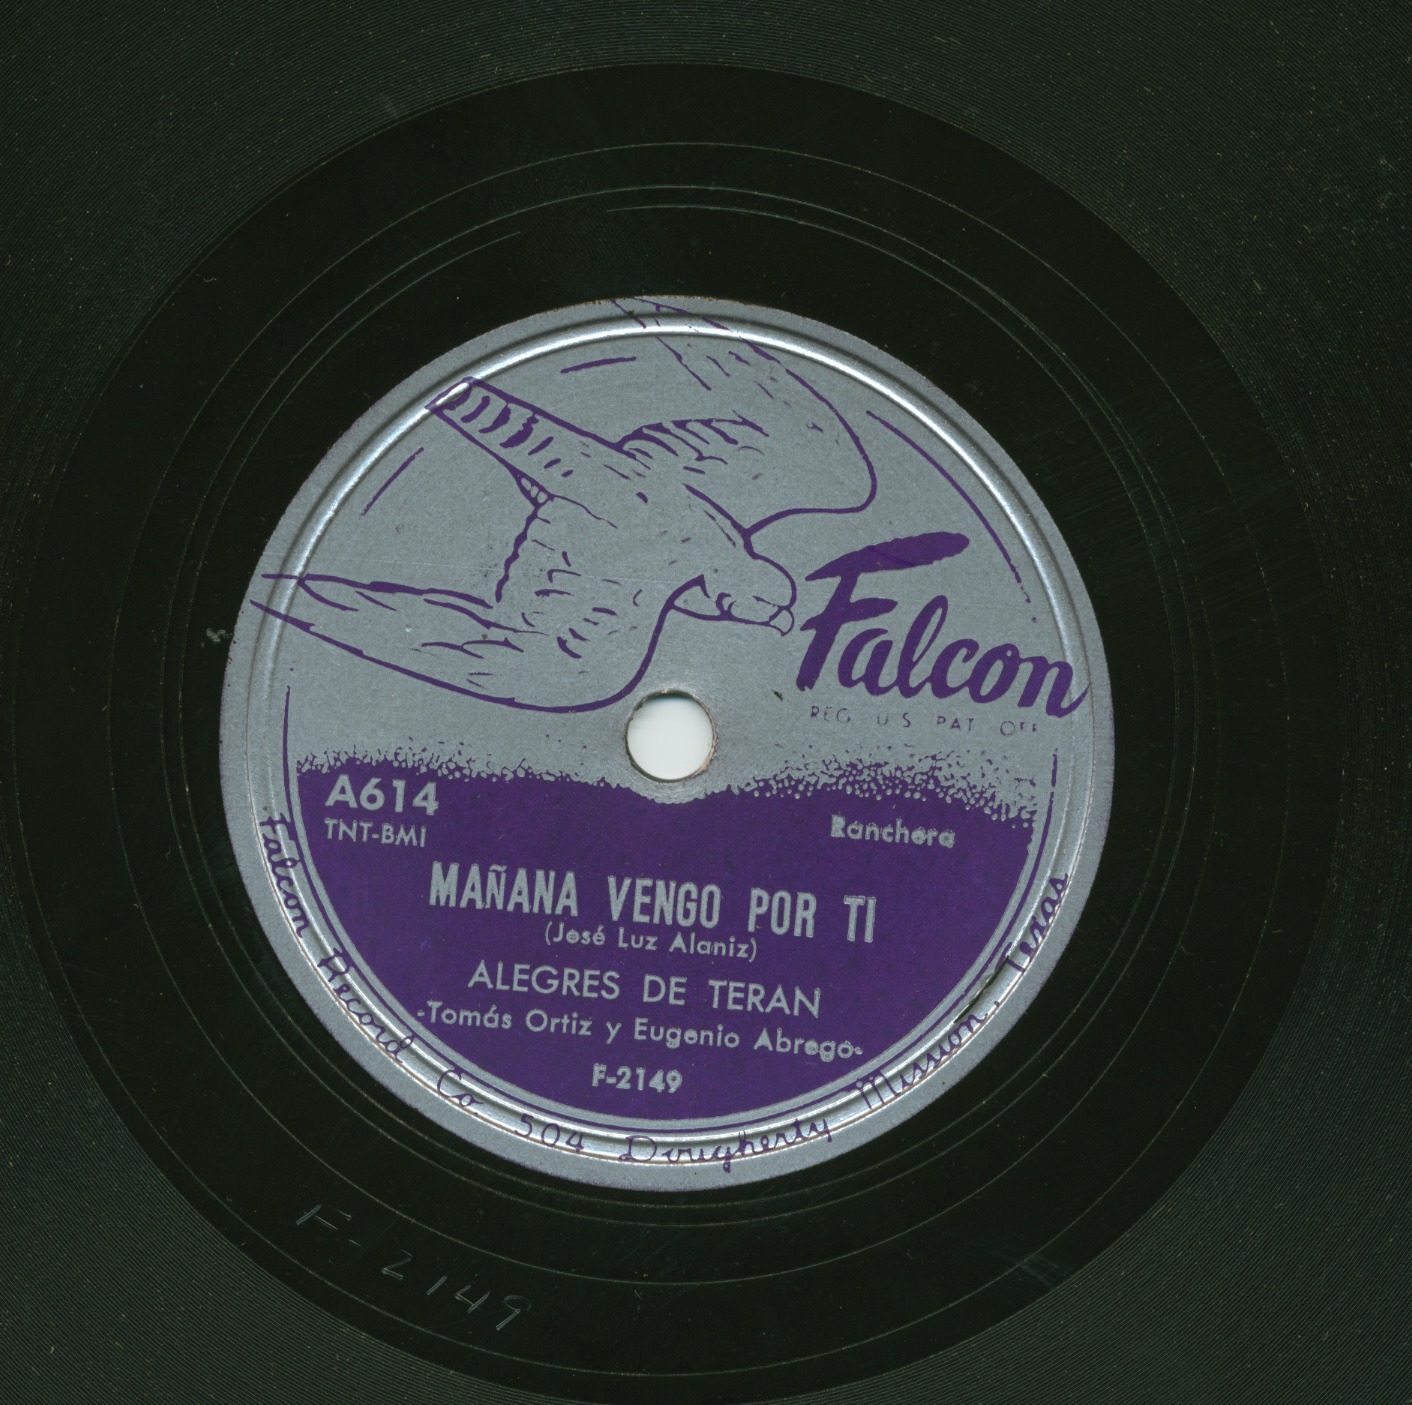 Falcon
REG. U.S. PAT. OFF.
A614
TNT-BMI
Ranchera
MAÑANA VENGO POR TI
(José Luz Alaniz)
ALEGRES DE TERAN
-Tomás Ortiz y Eugenio Abrego-
F-2149
Falcon Record Co 504 Dougherty Mission, Texas
F-2149